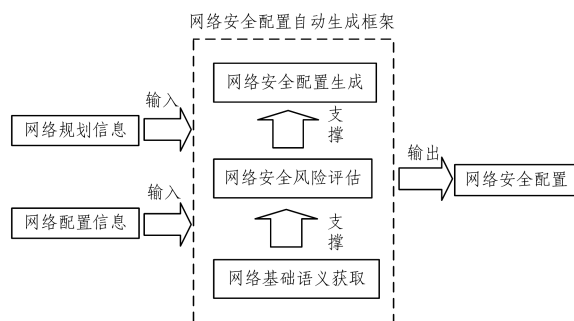 网络安全配置自动生成框架
网络安全配置生成
输入
支撑
网络规划信息
输出
网络安全风险评估
网络安全配置
输入
网络配置信息
支撑
网络基础语义获取